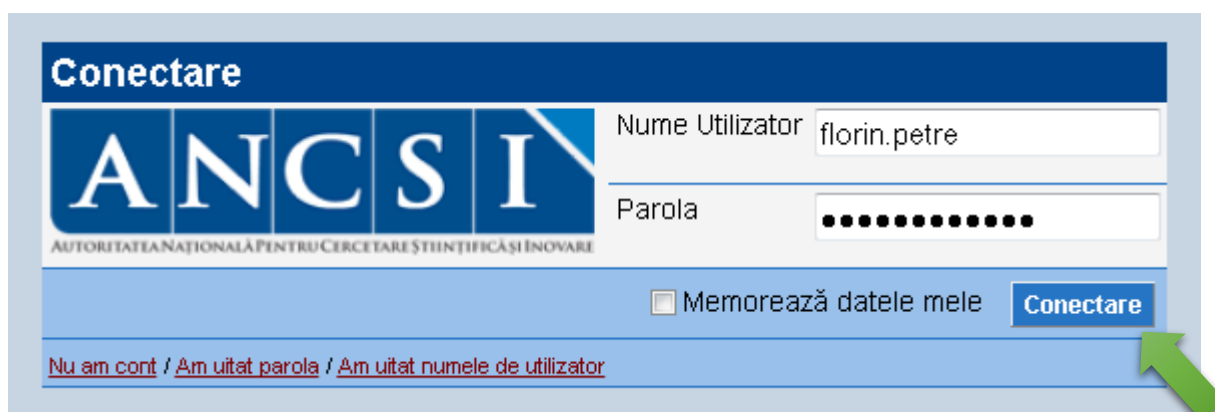 Conectare
ANCSI
AUTORITATEA NAȚIONALĂ PENTRU CERCETARE ȘTIINȚIFICĂ ȘI INOVARE
Nume Utilizator florin.petre
Parola ••••••••••••
Memorează datele mele Conectare
Nu am cont / Am uitat parola / Am uitat numele de utilizator